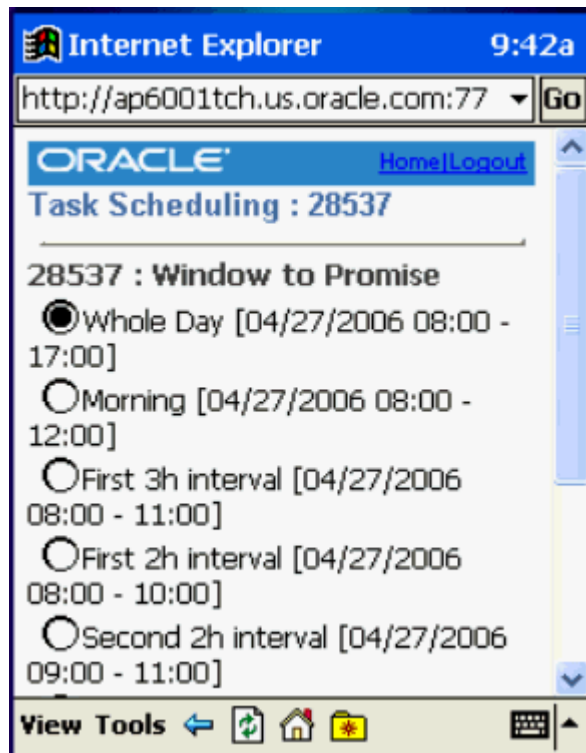 Internet Explorer 9:42a
http://ap6001tch.us.oracle.com:77 Go
ORACLE Home|Logout
Task Scheduling : 28537
28537 : Window to Promise
Whole Day [04/27/2006 08:00 -
17:00]
Morning [04/27/2006 08:00 -
12:00]
First 3h interval [04/27/2006
08:00 - 11:00]
First 2h interval [04/27/2006
08:00 - 10:00]
Second 2h interval [04/27/2006
09:00 - 11:00]
View Tools